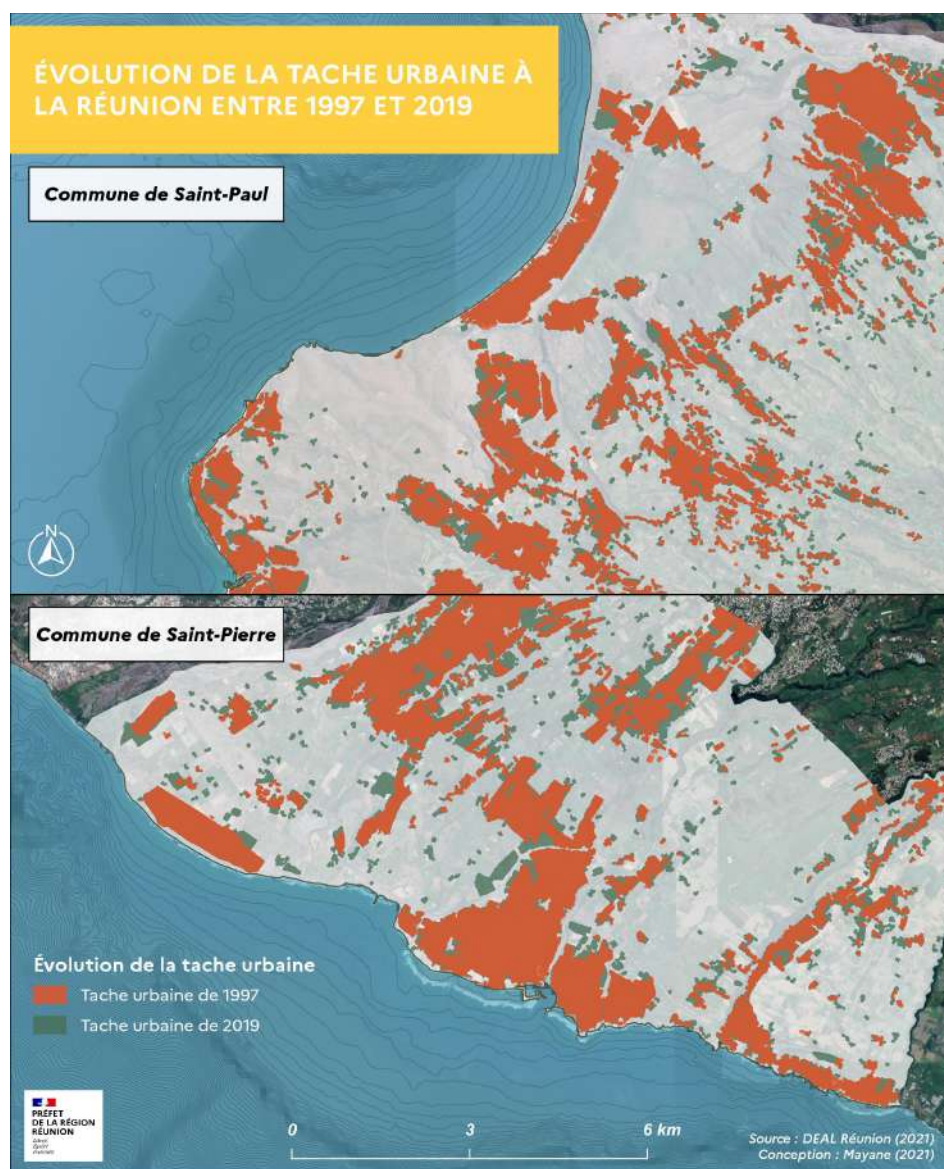 ÉVOLUTION DE LA TACHE URBAINE À
LA RÉUNION ENTRE 1997 ET 2019
Commune de Saint-Paul
N
Commune de Saint-Pierre
Évolution de la tache urbaine
Tache urbaine de 1997
Tache urbaine de 2019
PRÉFET
DE LA RÉGION
RÉUNION
0 3 6 km
Source : DEAL Réunion (2021)
Conception : Mayane (2021)